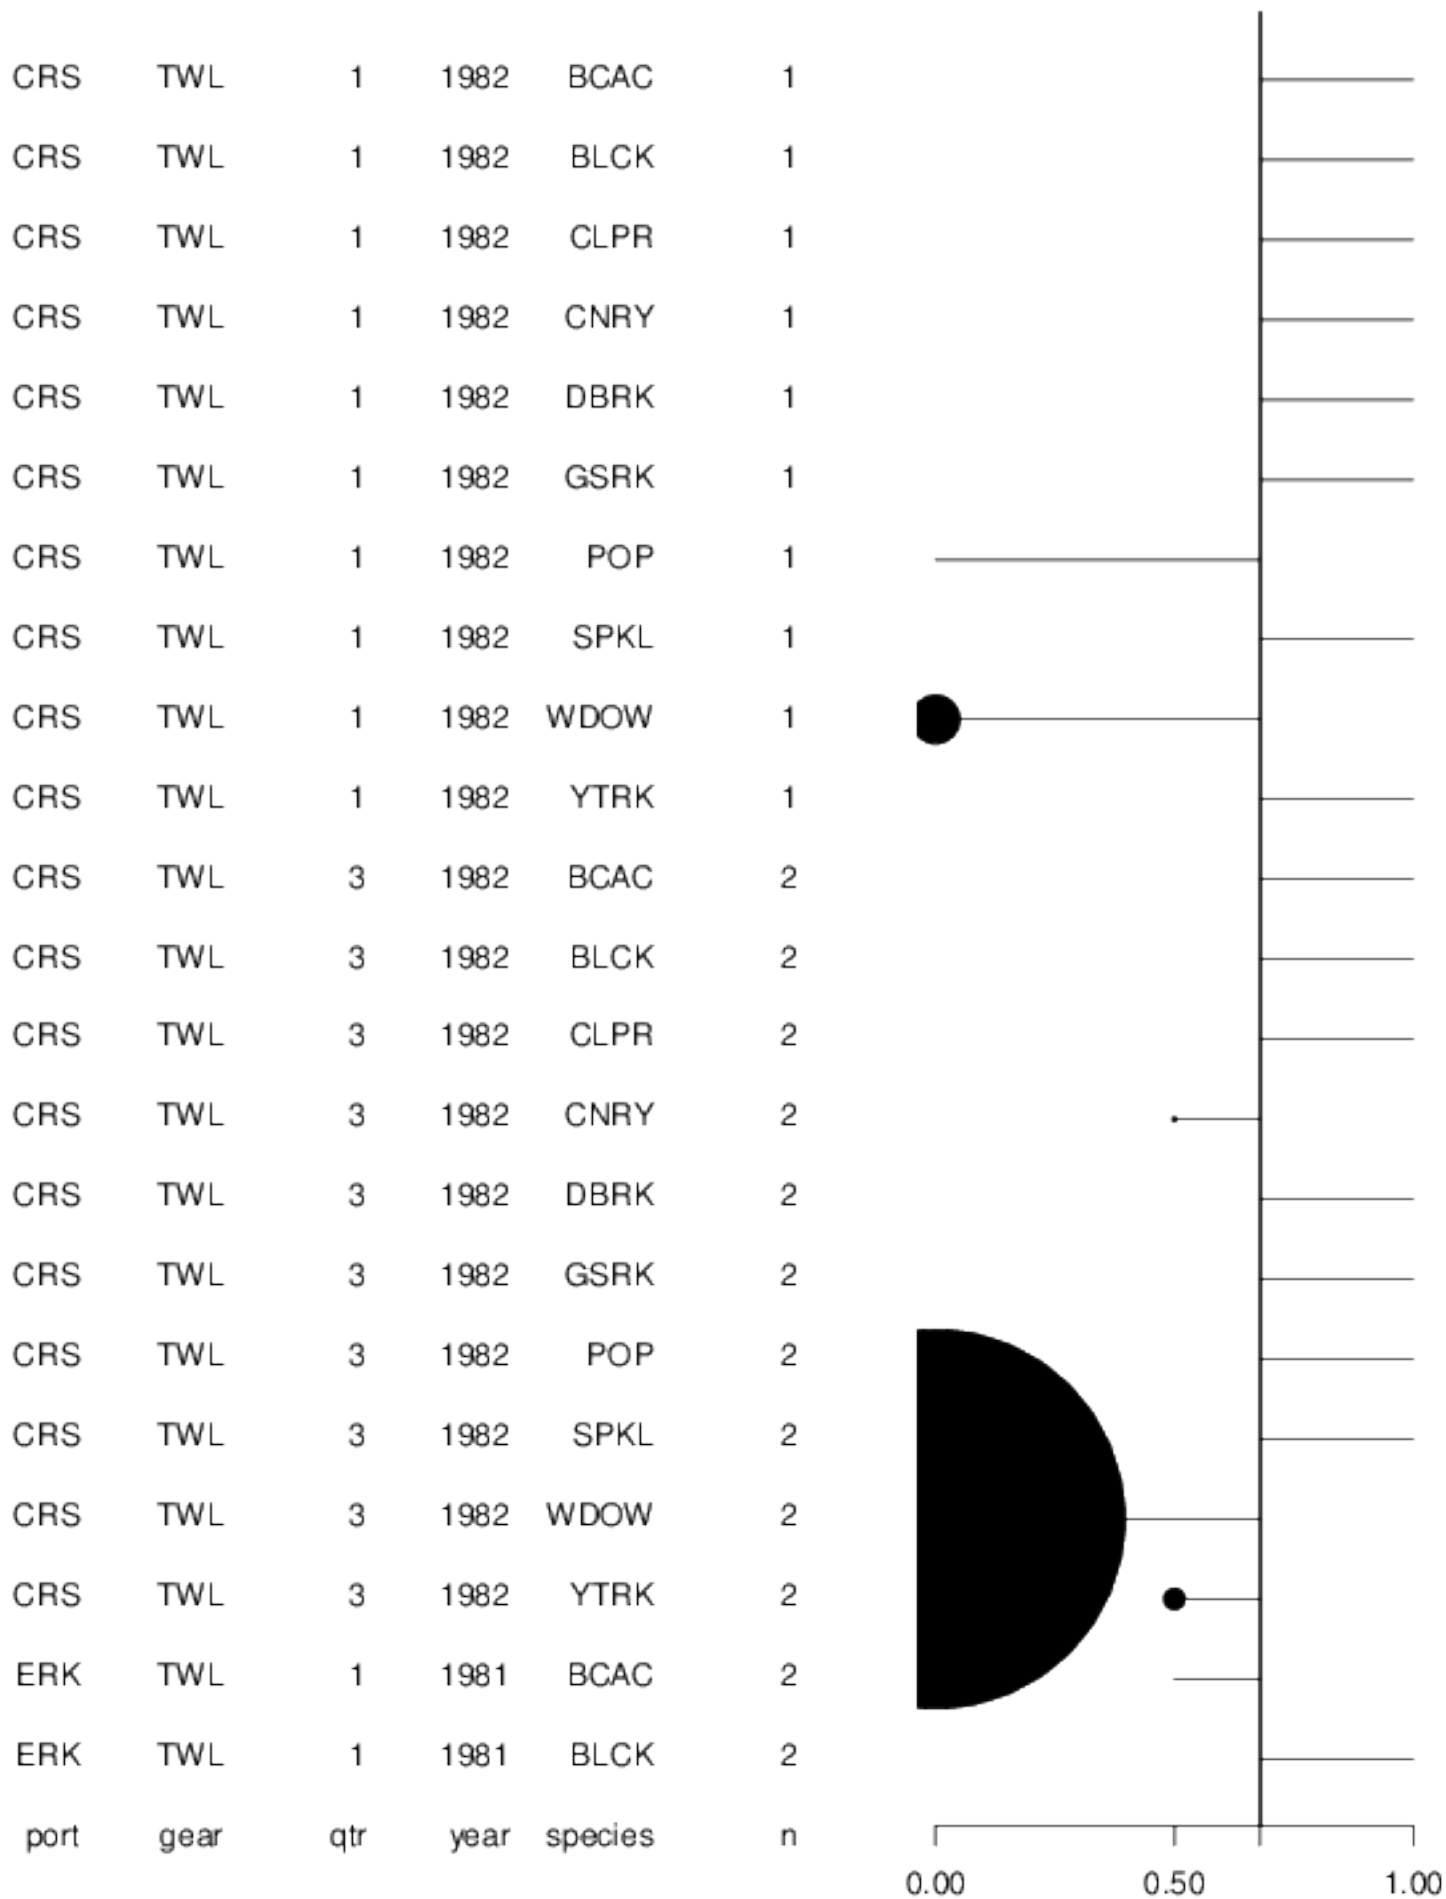 CRS TWL 1 1982 BCAC 1
CRS TWL 1 1982 BLCK 1
CRS TWL 1 1982 CLPR 1
CRS TWL 1 1982 CNRY 1
CRS TWL 1 1982 DBRK 1
CRS TWL 1 1982 GSRK 1
CRS TWL 1 1982 POP 1
CRS TWL 1 1982 SPKL 1
CRS TWL 1 1982 WDOW 1
CRS TWL 1 1982 YTRK 1
CRS TWL 3 1982 BCAC 2
CRS TWL 3 1982 BLCK 2
CRS TWL 3 1982 CLPR 2
CRS TWL 3 1982 CNRY 2
CRS TWL 3 1982 DBRK 2
CRS TWL 3 1982 GSRK 2
CRS TWL 3 1982 POP 2
CRS TWL 3 1982 SPKL 2
CRS TWL 3 1982 WDOW 2
CRS TWL 3 1982 YTRK 2
ERK TWL 1 1981 BCAC 2
ERK TWL 1 1981 BLCK 2
port gear qtr year species n
0.00 0.50 1.00